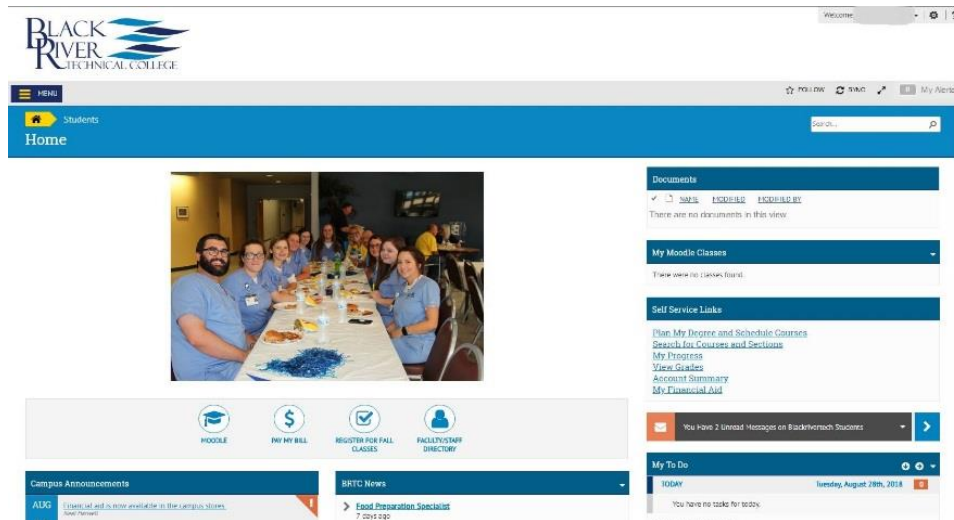 BLACK
RIVER
TECHNICAL COLLEGE
Welcome
MENU
FOLLOW SYNC 0 My Alerts
Students
Home
Search...
Documents
NAME MODIFIED MODIFIED BY
There are no documents in this view.
My Moodle Classes
There were no classes found.
Self Service Links
Plan My Degree and Schedule Courses
Search for Courses and Sections
My Progress
View Grades
Account Summary
My Financial Aid
MOODLE
PAY MY BILL
REGISTER FOR FALL
CLASSES
FACULTY/STAFF
DIRECTORY
You Have 2 Unread Messages on Blackrivertech Students
My To Do
TODAY Tuesday, August 28th, 2018 0
You have no tasks for today.
Campus Announcements
AUG Financial aid is now available in the campus stores.
BRTC News
Food Preparation Specialist
7 days ago